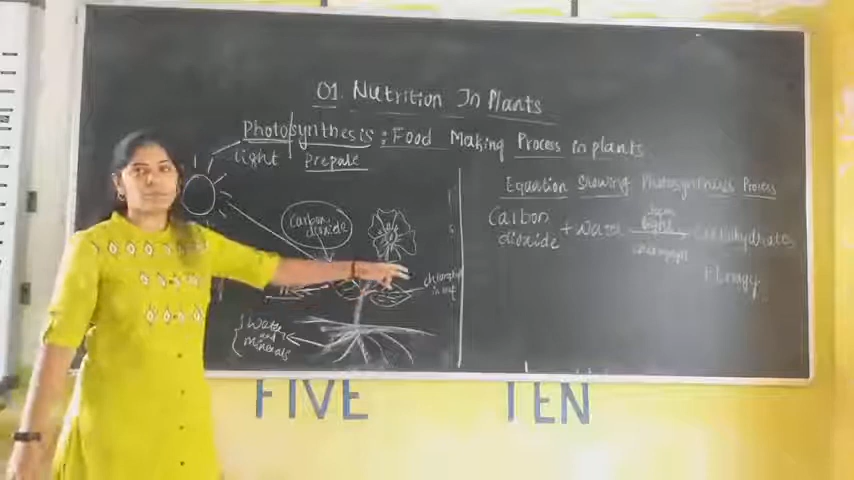 01. Nutrition In Plants
Photosynthesis : Food Making Process in plants
light Prepare
Equation Showing Photosynthesis Process
Carbon dioxide
Carbon dioxide + Water light Carbohydrates
chlorophyll
Energy
in leaf
Water and Minerals
FIVE TEN